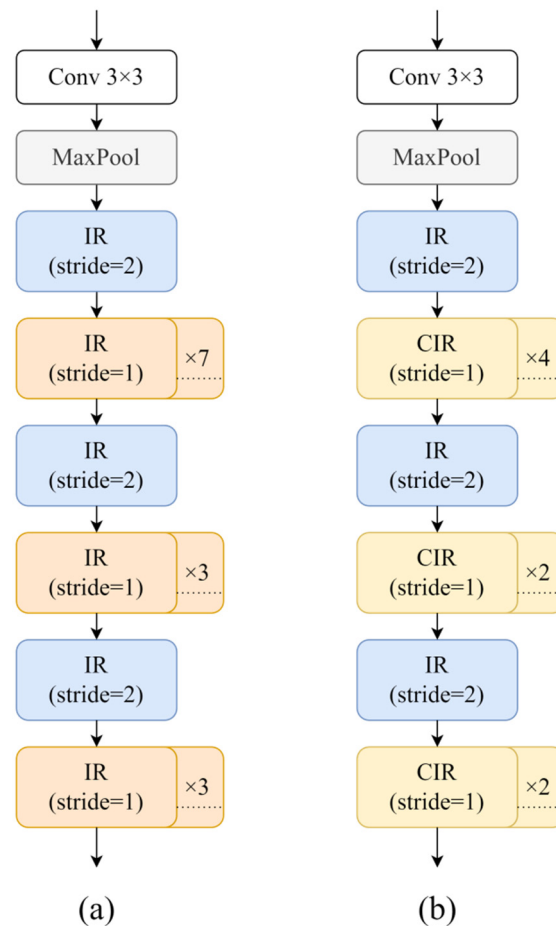 Conv 3×3
MaxPool
IR
(stride=2)
IR
(stride=1)
×7
IR
(stride=2)
IR
(stride=1)
×3
IR
(stride=2)
IR
(stride=1)
×3
(a)
Conv 3×3
MaxPool
IR
(stride=2)
CIR
(stride=1)
×4
IR
(stride=2)
CIR
(stride=1)
×2
IR
(stride=2)
CIR
(stride=1)
×2
(b)